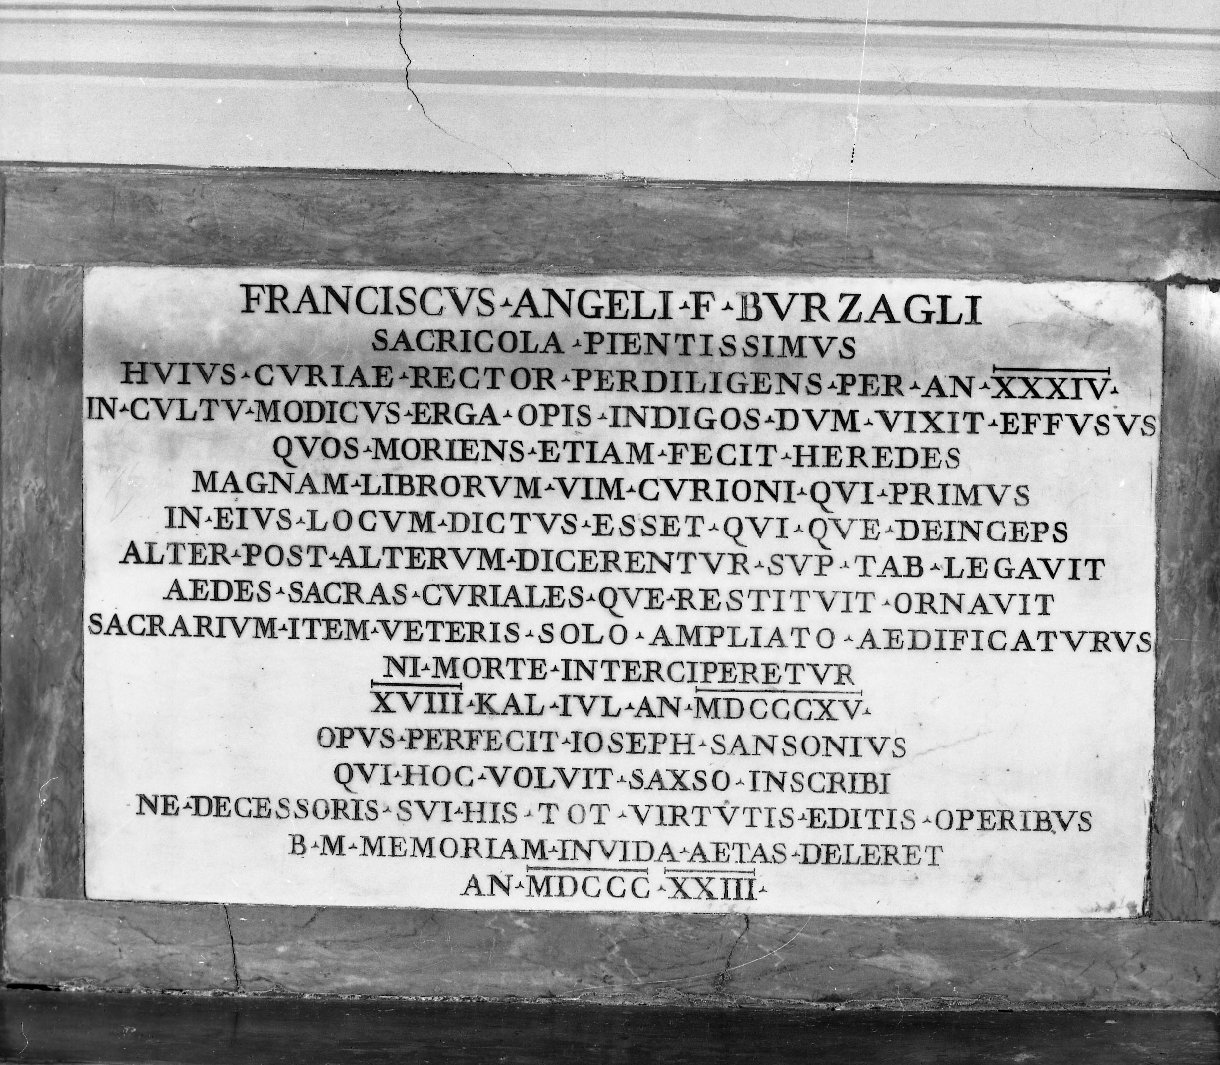 FRANCISCVS·ANGELI·F·BVRZAGLI
SACRICOLA·PIENTISSIMVS
HVIVS·CVRIAE·RECTOR·PERDILIGENS·PER·AN·XXXIV·
IN·CVLTV·MODICVS·ERGA·OPIS·INDIGOS·DVM·VIXIT·EFFVSVS
QVOS·MORIENS·ETIAM·FECIT·HEREDES
MAGNAM·LIBRORVM·VIM·CVRIONI·QVI·PRIMVS
IN·EIVS·LOCVM·DICTVS·ESSET·QVI·QVE·DEINCEPS
ALTER·POST·ALTERVM·DICERENTVR·SVP·TAB·LEGAVIT
AEDES·SACRAS·CVRIALES·QVE·RESTITVIT·ORNAVIT
SACRARIVM·ITEM·VETERIS·SOLO·AMPLIATO·AEDIFICATVRVS
NI·MORTE·INTERCIPERETVR
XVIII·KAL·IVL·AN·MDCCCXV·
OPVS·PERFECIT·IOSEPH·SANSONIVS
QVI·HOC·VOLVIT·SAXSO·INSCRIBI
NE·DECESSORIS·SVI·HIS·TOT·VIRTVTIS·EDITIS·OPERIBVS
B·M·MEMORIAM·INVIDA·AETAS·DELERET
AN·MDCCC·XXIII·